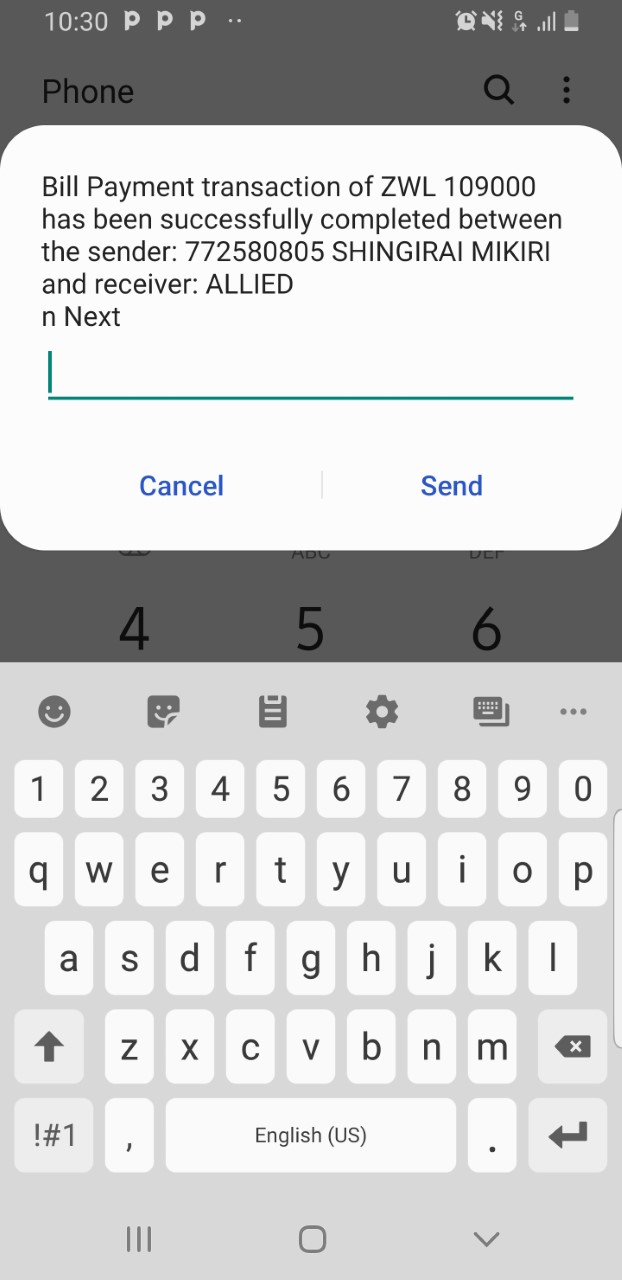 10:30
G
Phone
Bill Payment transaction of ZWL 109000
has been successfully completed between
the sender: 772580805 SHINGIRAI MIKIRI
and receiver: ALLIED
n Next
Cancel Send
ABC DEF
4 5 6
1 2 3 4 5 6 7 8 9 0
q w e r t y u i o p
a s d f g h j k l
z x c v b n m
!#1 , English (US) .